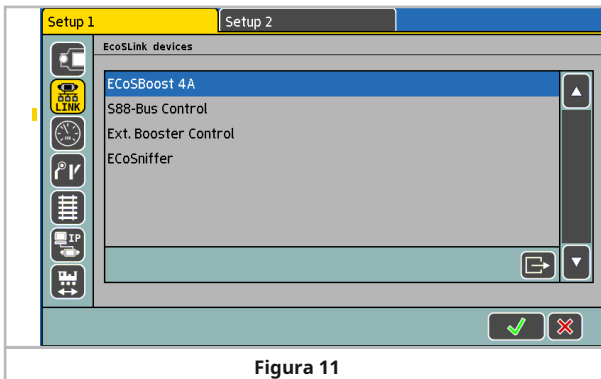 Setup 1
Setup 2
EcoSLink devices
ECoSBoost 4A
LINK
S88-Bus Control
Ext. Booster Control
ECoSniffer
IP
Figura 11